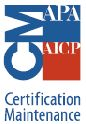 CM APA
AICP
Certification
Maintenance